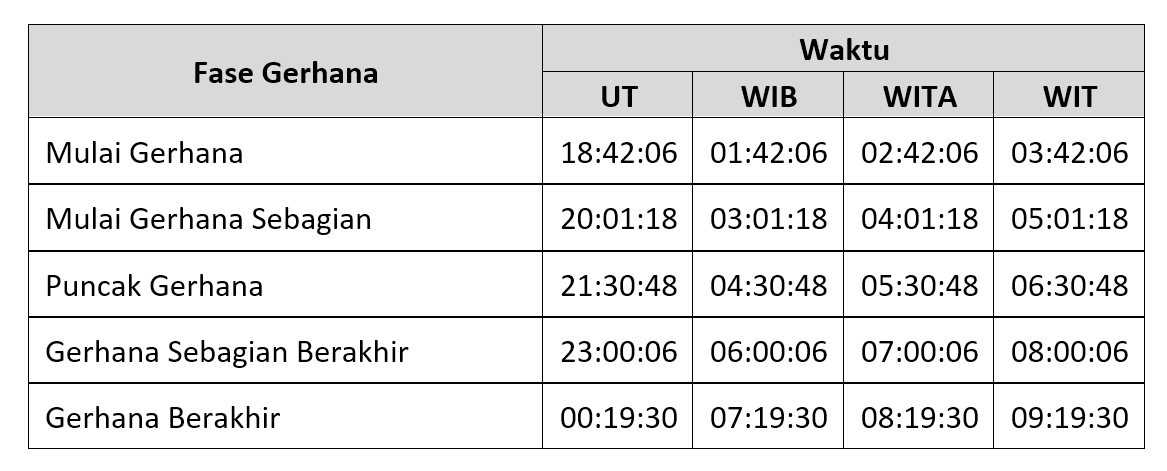 Fase Gerhana Waktu
UT WIB WITA WIT
Mulai Gerhana 18:42:06 01:42:06 02:42:06 03:42:06
Mulai Gerhana Sebagian 20:01:18 03:01:18 04:01:18 05:01:18
Puncak Gerhana 21:30:48 04:30:48 05:30:48 06:30:48
Gerhana Sebagian Berakhir 23:00:06 06:00:06 07:00:06 08:00:06
Gerhana Berakhir 00:19:30 07:19:30 08:19:30 09:19:30